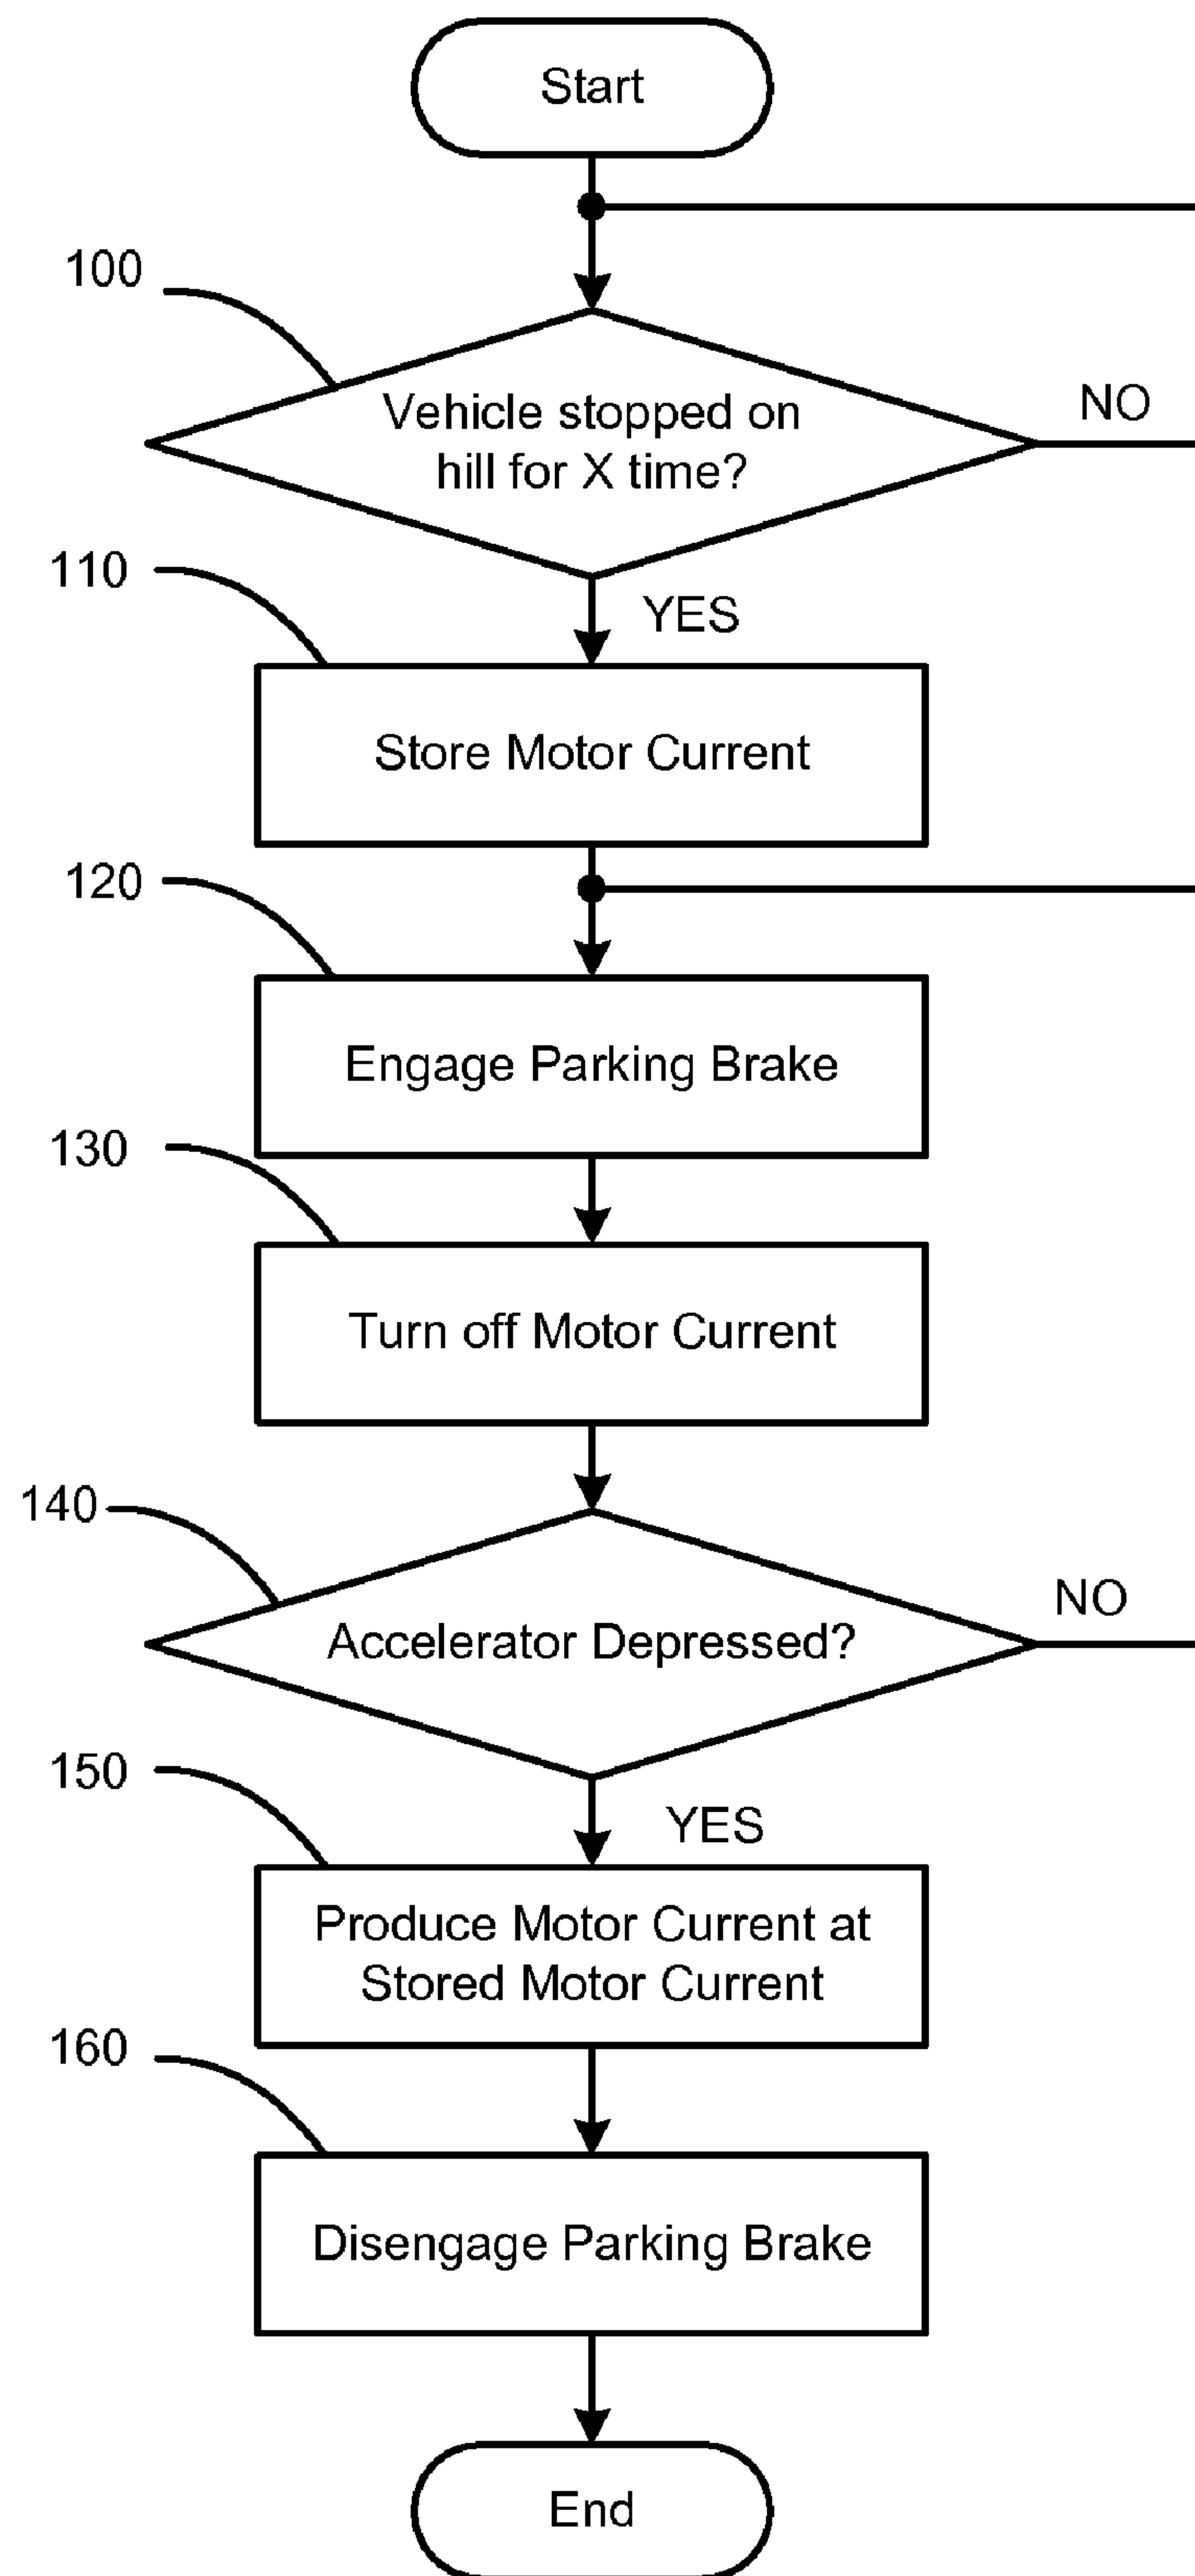 Start
100
Vehicle stopped on
hill for X time?
NO
110
YES
Store Motor Current
120
Engage Parking Brake
130
Turn off Motor Current
140
Accelerator Depressed?
NO
150
YES
Produce Motor Current at
Stored Motor Current
160
Disengage Parking Brake
End